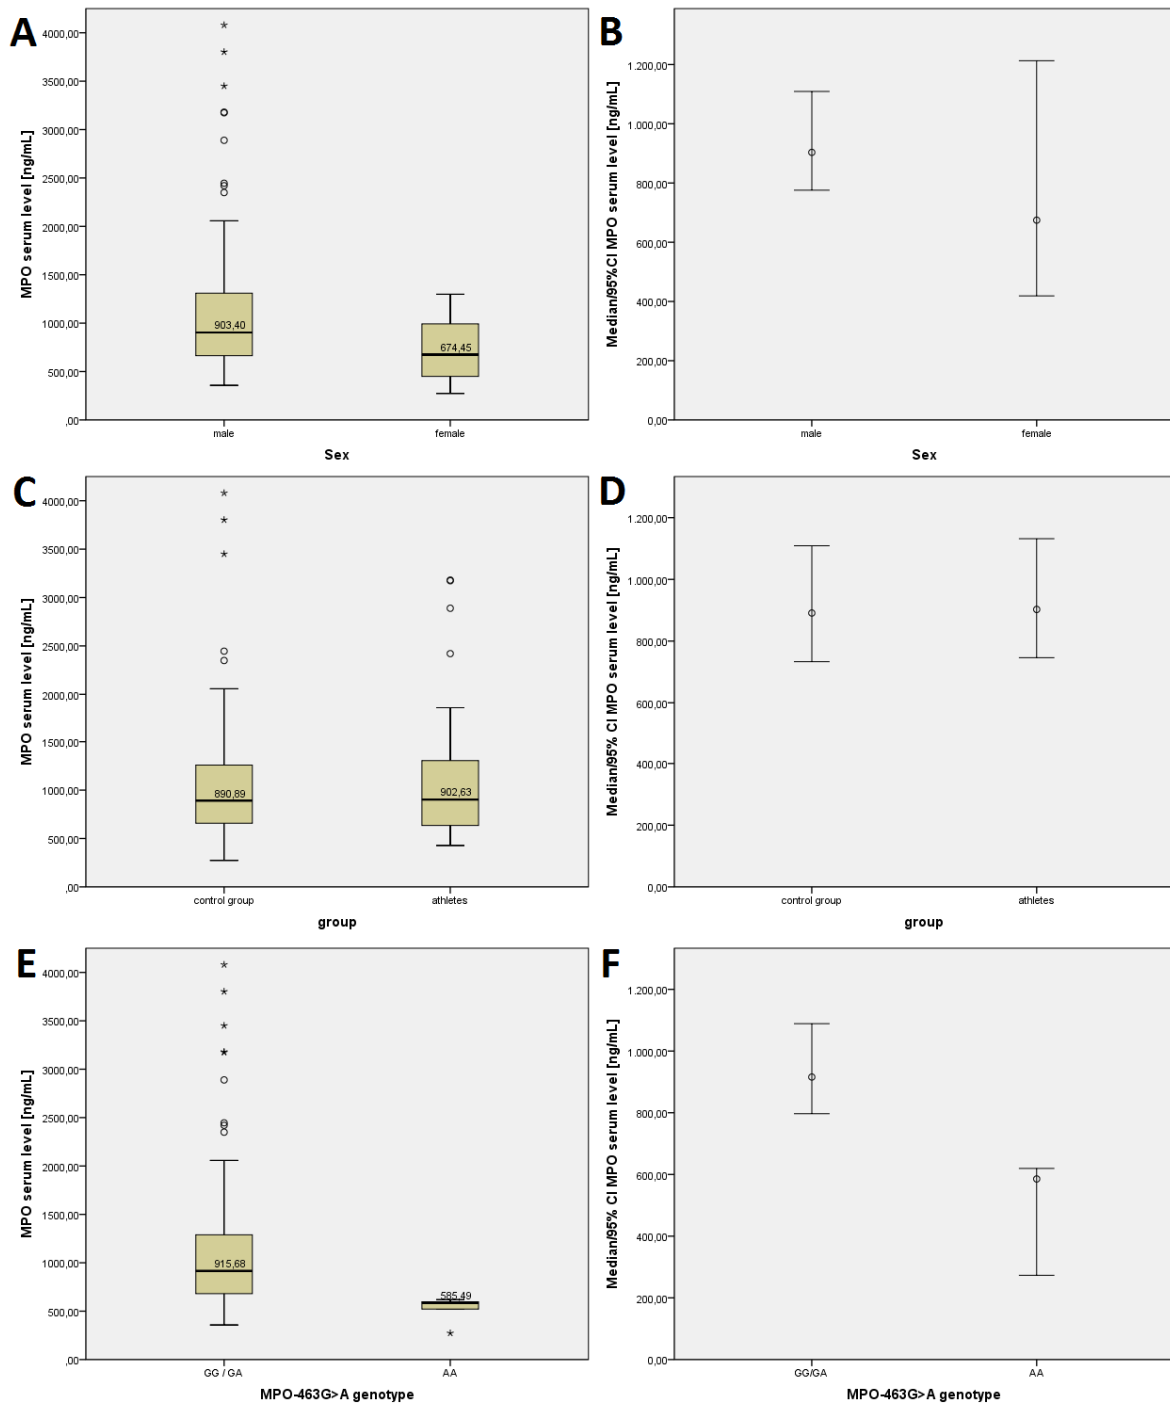 A
MPO serum level [ng/mL]
4000,00
3500,00
3000,00
2500,00
2000,00
1500,00
1000,00
500,00
,00
903,40
674,45
male
female
Sex
B
Median/95%CI MPO serum level [ng/mL]
1.200,00
1.000,00
800,00
600,00
400,00
200,00
0,00
male
female
Sex
C
MPO serum level [ng/mL]
4000,00
3500,00
3000,00
2500,00
2000,00
1500,00
1000,00
500,00
,00
890,89
902,63
control group
athletes
group
D
Median/95% CI MPO serum level [ng/mL]
1.200,00
1.000,00
800,00
600,00
400,00
200,00
0,00
control group
athletes
group
E
MPO serum level [ng/mL]
4000,00
3500,00
3000,00
2500,00
2000,00
1500,00
1000,00
500,00
,00
915,68
585,49
GG / GA
AA
MPO-463G>A genotype
F
Median/95% CI MPO serum level [ng/mL]
1.200,00
1.000,00
800,00
600,00
400,00
200,00
0,00
GG/GA
AA
MPO-463G>A genotype